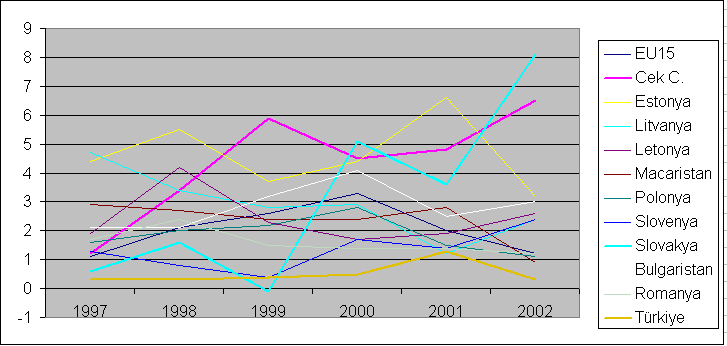 9
8
7
6
5
4
3
2
1
0
-1
1997 1998 1999 2000 2001 2002
EU15
Cek C.
Estonya
Litvanya
Letonya
Macaristan
Polonya
Slovenya
Slovakya
Bulgaristan
Romanya
Türkiye